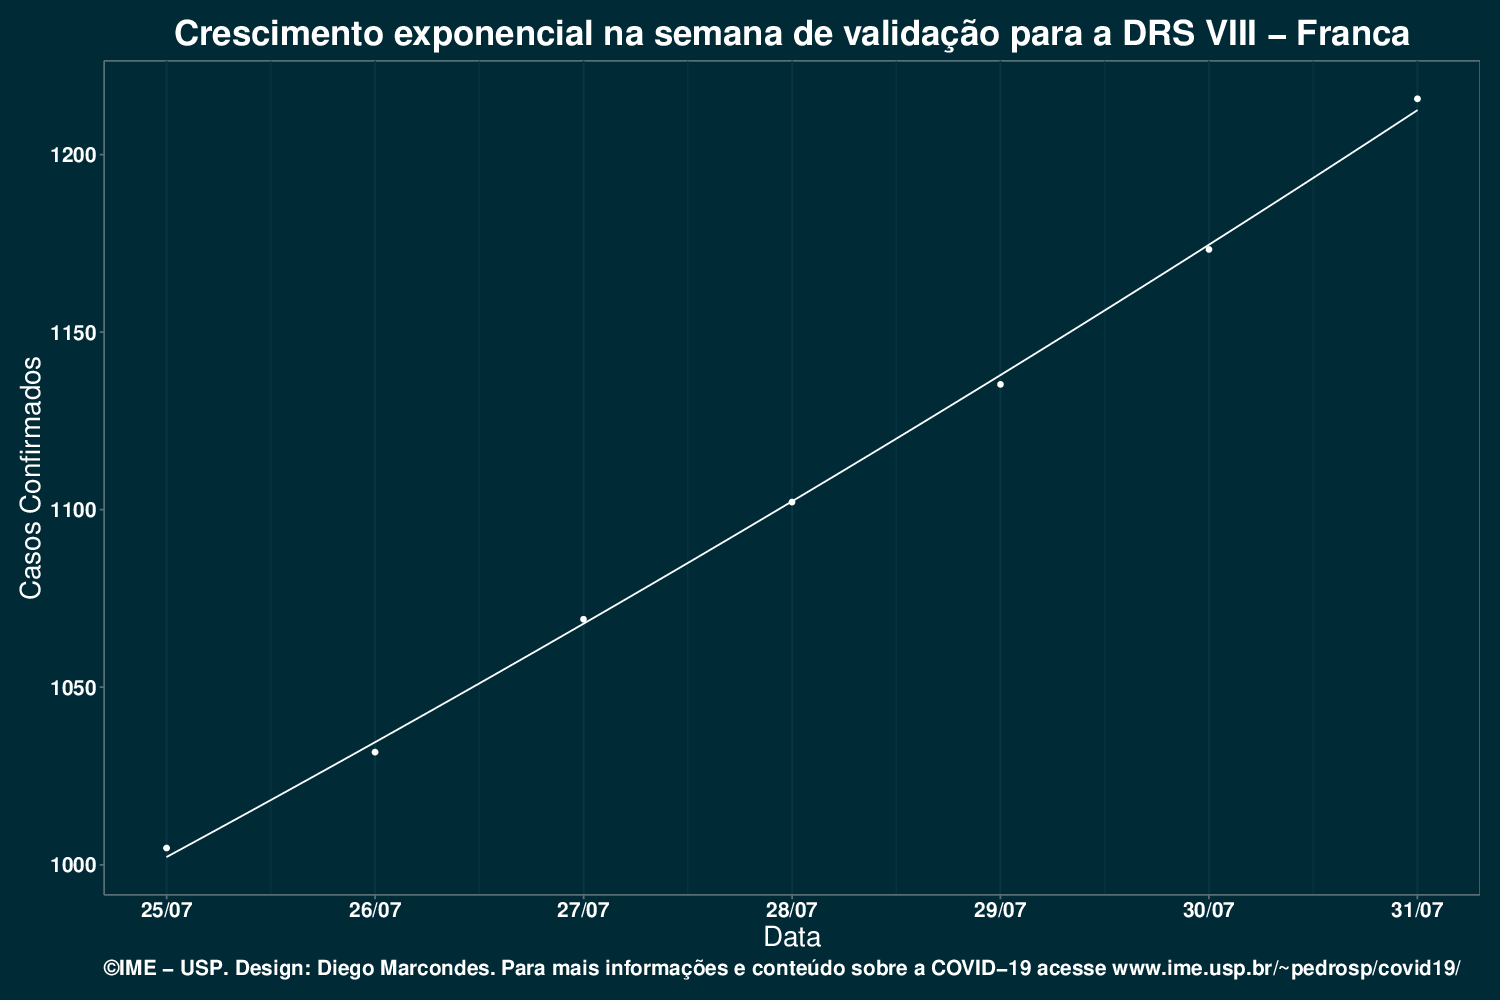 Crescimento exponencial na semana de validação para a DRS VIII – Franca
1200
1150
1100
1050
1000
Casos Confirmados
25/07 26/07 27/07 28/07 29/07 30/07 31/07
Data
©IME – USP. Design: Diego Marcondes. Para mais informações e conteúdo sobre a COVID–19 acesse www.ime.usp.br/~pedrosp/covid19/